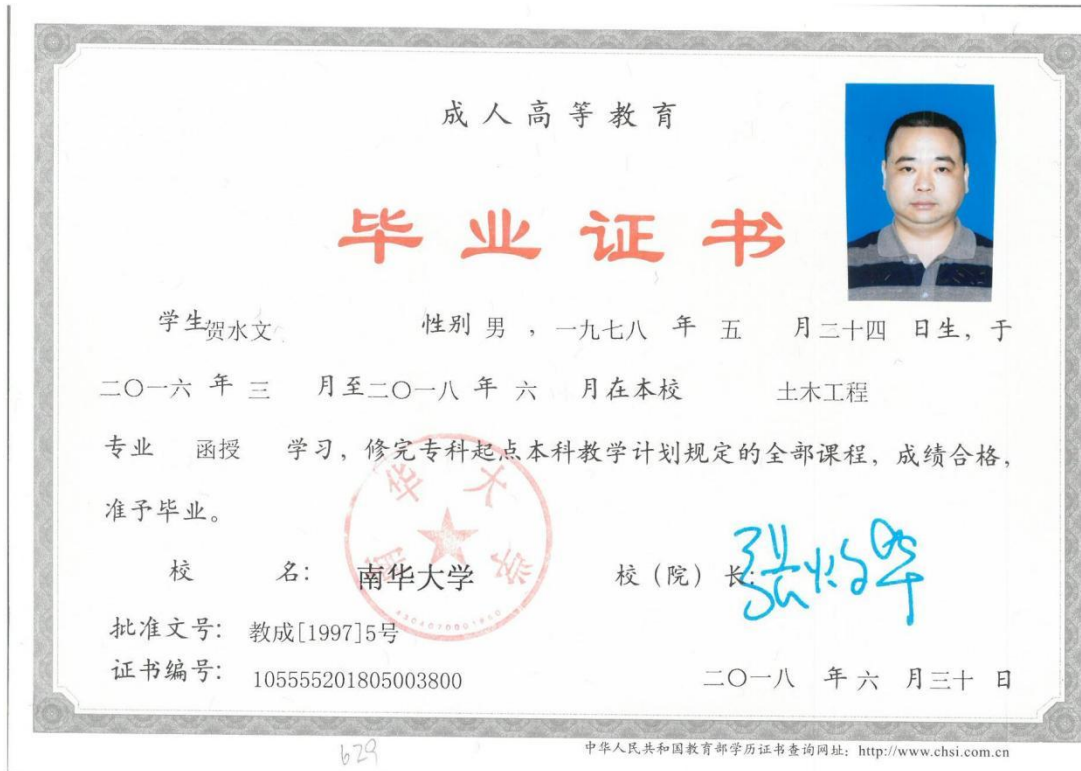 成人高等教育
毕业证书
学生贺水文 性别 男 ，一九七八 年 五 月二十四 日生，于
二〇一六 年 三 月至二〇一八 年 六 月在本校 土木工程
专业 函授 学习，修完专科起点本科教学计划规定的全部课程，成绩合格，
准予毕业。
南华大学
校 名： 南华大学 校（院）长：
批准文号： 教成[1997]5号
证书编号： 105555201805003800
二〇一八 年 六 月三十 日
629
中华人民共和国教育部学历证书查询网址：http://www.chsi.com.cn